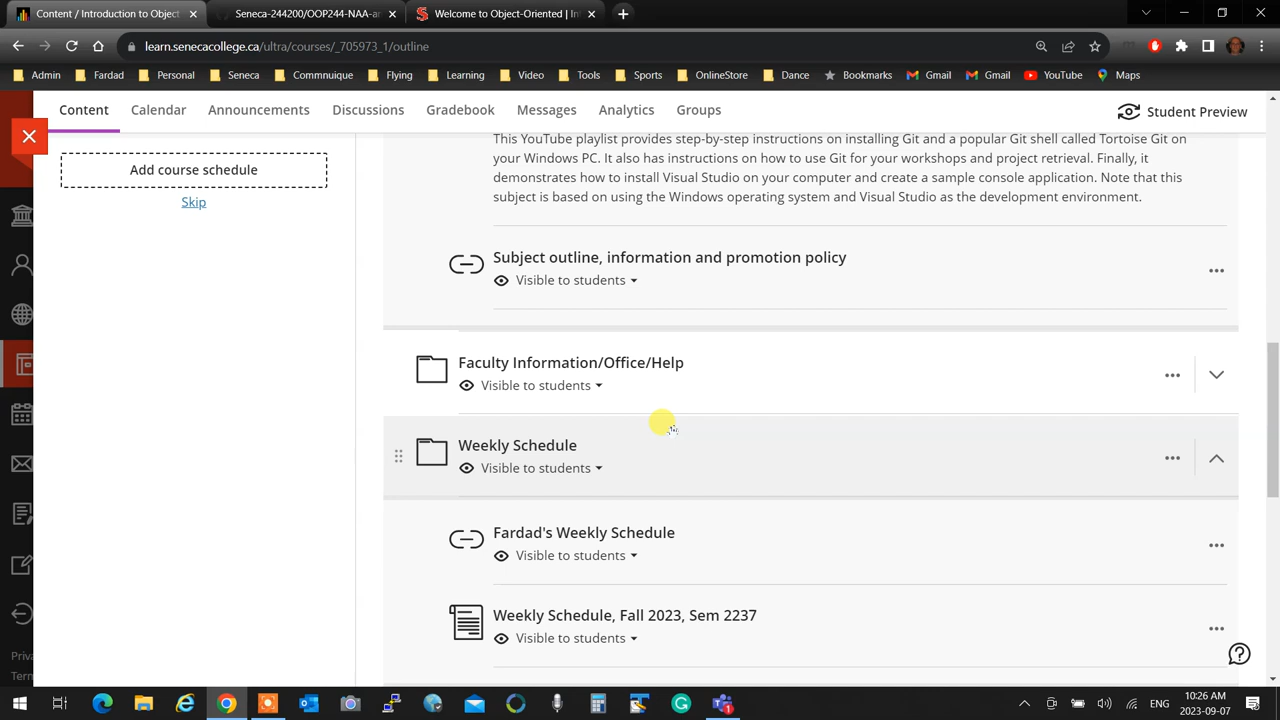 Content / Introduction to Object
Seneca-244200/OOP244-NAA-a
Welcome to Object-Oriented | Int
learn.senecacollege.ca/ultra/courses/_705973_1/outline
Admin Fardad Personal Seneca Commnuique Flying Learning Video Tools Sports OnlineStore Dance Bookmarks Gmail Gmail YouTube Maps
Content Calendar Announcements Discussions Gradebook Messages Analytics Groups
Student Preview
Add course schedule
Skip
This YouTube playlist provides step-by-step instructions on installing Git and a popular Git shell called Tortoise Git on
your Windows PC. It also has instructions on how to use Git for your workshops and project retrieval. Finally, it
demonstrates how to install Visual Studio on your computer and create a sample console application. Note that this
subject is based on using the Windows operating system and Visual Studio as the development environment.
Subject outline, information and promotion policy
Visible to students
Faculty Information/Office/Help
Visible to students
Weekly Schedule
Visible to students
Fardad's Weekly Schedule
Visible to students
Weekly Schedule, Fall 2023, Sem 2237
Visible to students
Priva
Term
ENG
10:26 AM
2023-09-07